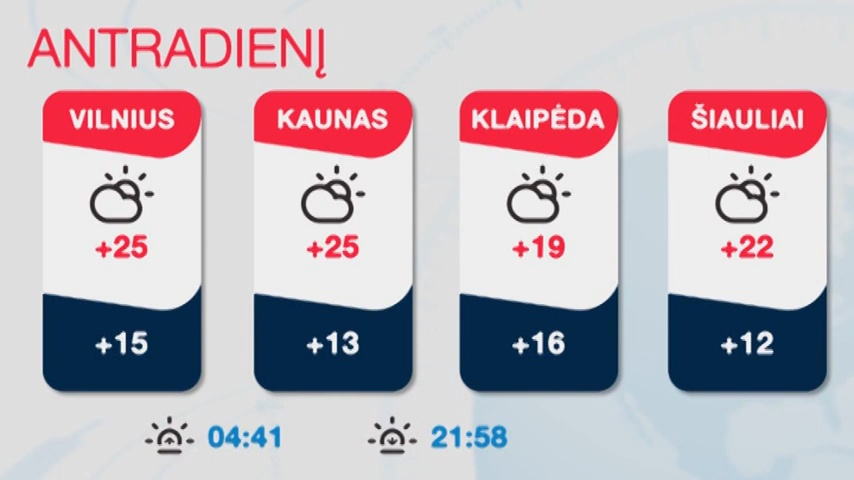 ANTRADIENĮ
VILNIUS KAUNAS KLAIPĖDA ŠIAULIAI
+25 +25 +19 +22
+15 +13 +16 +12
04:41 21:58